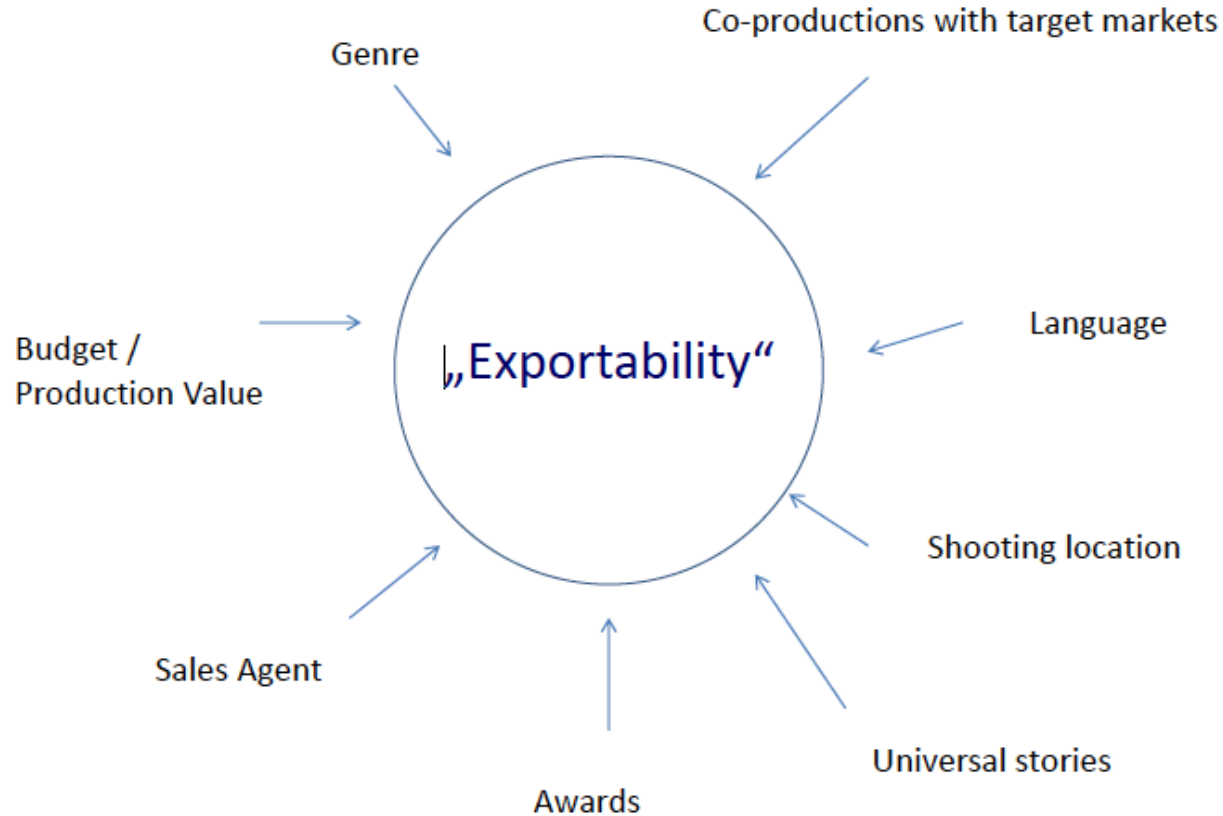 Co-productions with target markets
Genre
Language
Budget /
Production Value
„Exportability“
Shooting location
Sales Agent
Universal stories
Awards